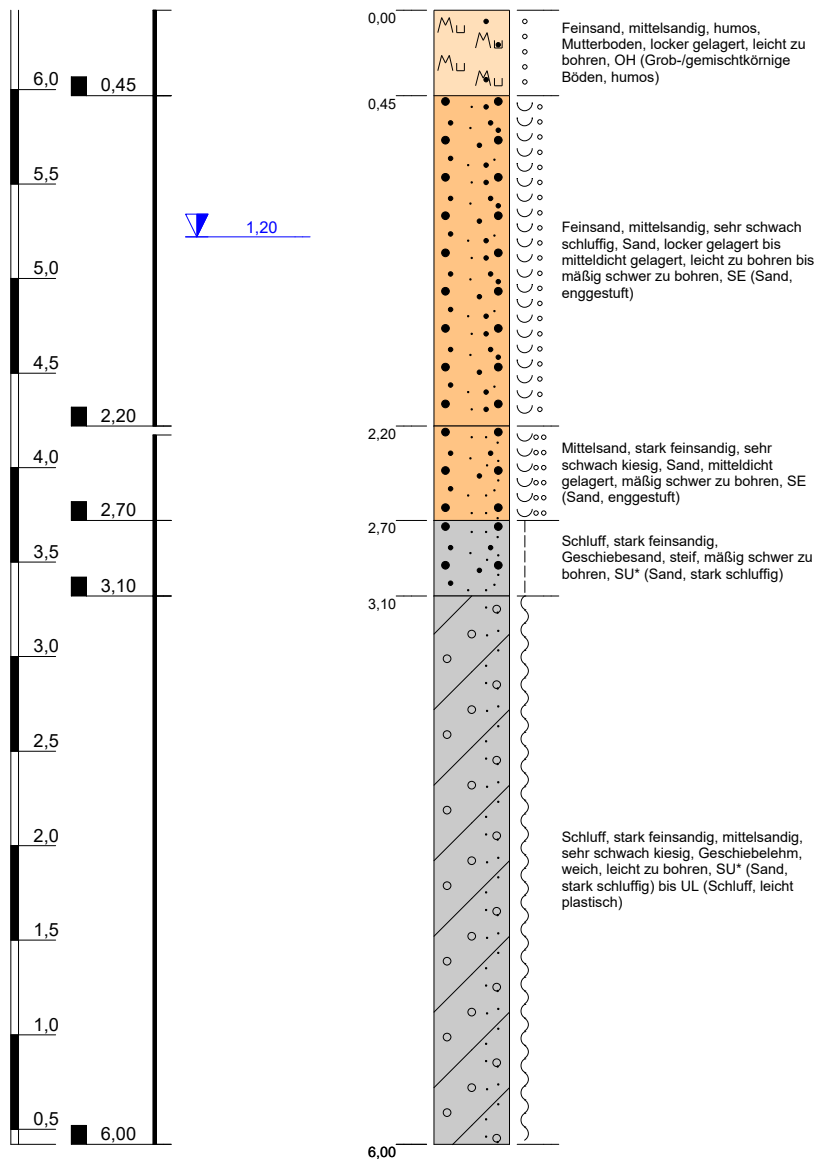 0,00
Feinsand, mittelsandig, humos,
Mutterboden, locker gelagert, leicht zu
bohren, OH (Grob-/gemischtkörnige
Böden, humos)
6,0
0,45
0,45
5,5
1,20
Feinsand, mittelsandig, sehr schwach
schluffig, Sand, locker gelagert bis
mitteldicht gelagert, leicht zu bohren bis
mäßig schwer zu bohren, SE (Sand,
enggestuft)
5,0
4,5
2,20
2,20
Mittelsand, stark feinsandig, sehr
schwach kiesig, Sand, mitteldicht
gelagert, mäßig schwer zu bohren, SE
(Sand, enggestuft)
4,0
2,70
2,70
Schluff, stark feinsandig,
Geschiebesand, steif, mäßig schwer zu
bohren, SU* (Sand, stark schluffig)
3,5
3,10
3,10
3,0
2,5
2,0
Schluff, stark feinsandig, mittelsandig,
sehr schwach kiesig, Geschiebelehm,
weich, leicht zu bohren, SU* (Sand,
stark schluffig) bis UL (Schluff, leicht
plastisch)
1,5
1,0
0,5
6,00
6,00